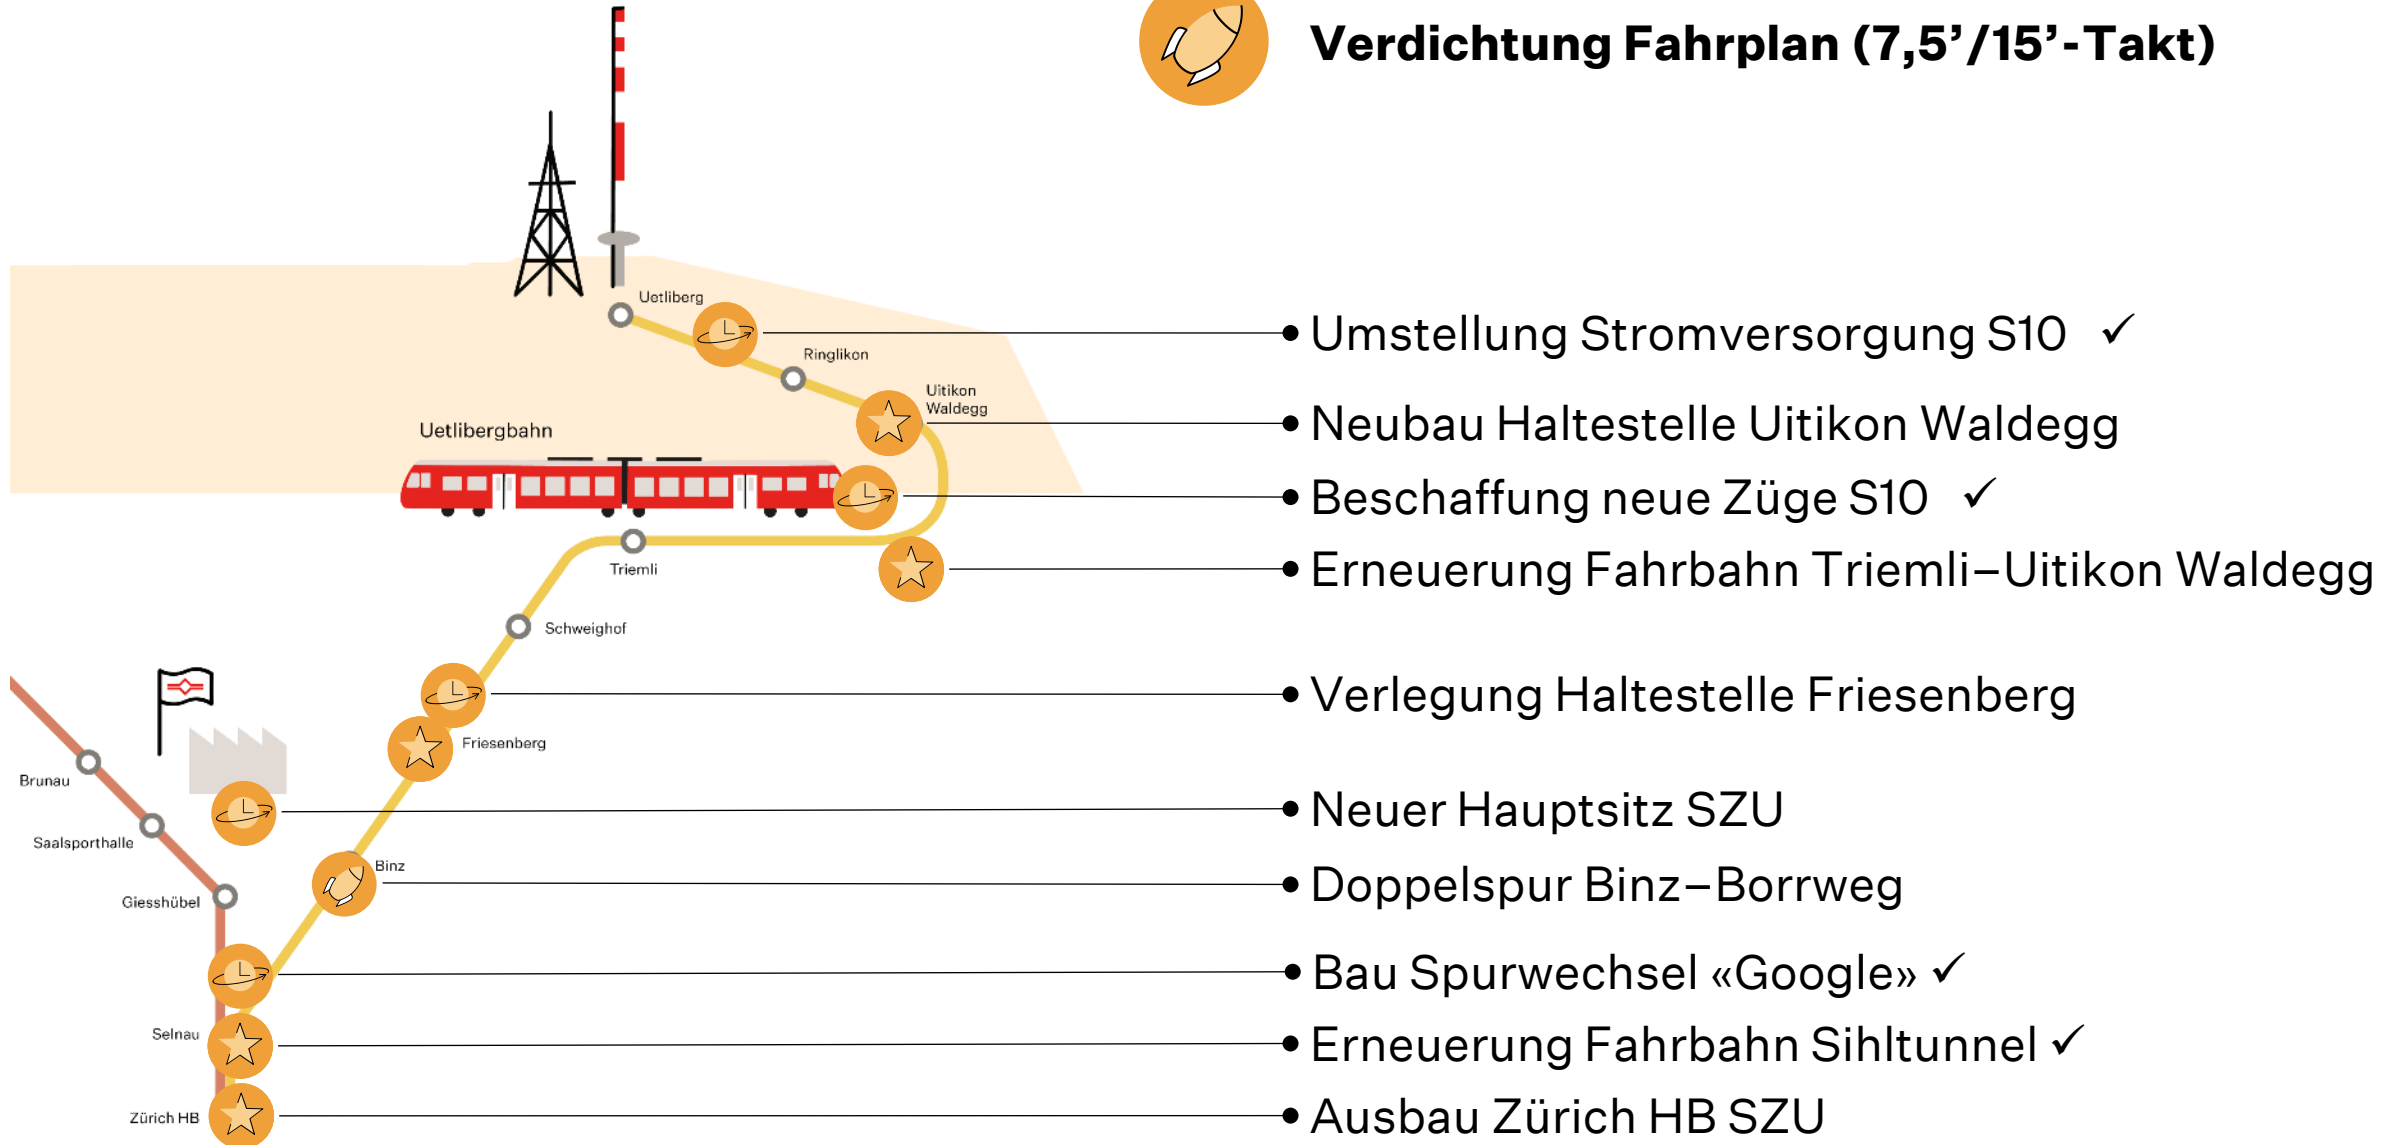 Verdichtung Fahrplan (7,5’/15’-Takt)
Uetliberg
Umstellung Stromversorgung S10 ✓
Ringlikon
Uitikon
Waldegg
Neubau Haltestelle Uitikon Waldegg
Uetlibergbahn
Beschaffung neue Züge S10 ✓
Erneuerung Fahrbahn Triemli–Uitikon Waldegg
Triemli
Schweighof
Verlegung Haltestelle Friesenberg
Friesenberg
Brunau
Neuer Hauptsitz SZU
Saalsporthalle
Binz
Doppelspur Binz–Borrweg
Giesshübel
Bau Spurwechsel «Google» ✓
Selnau
Erneuerung Fahrbahn Sihltunnel ✓
Zürich HB
Ausbau Zürich HB SZU